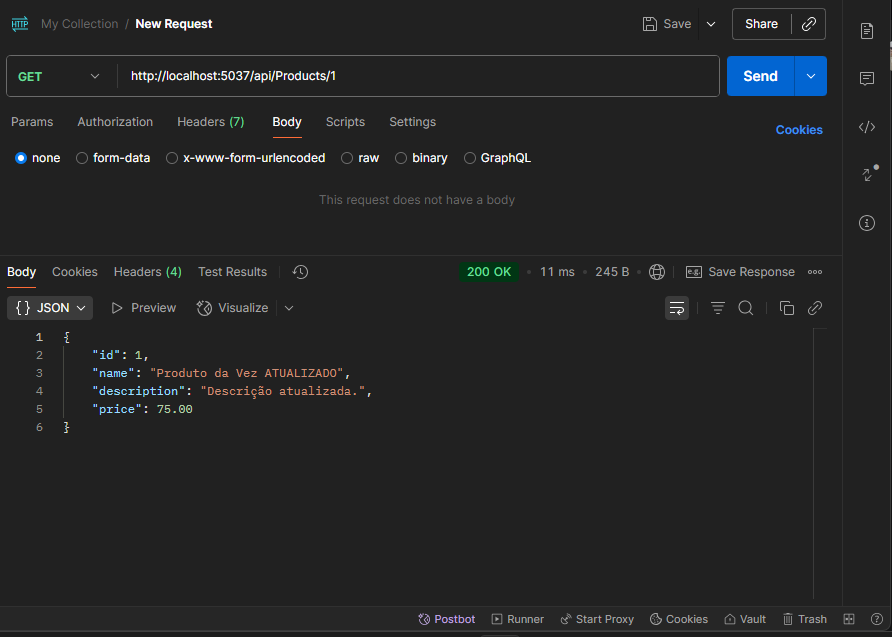 HTTP My Collection / New Request Save Share
GET http://localhost:5037/api/Products/1 Send
Params Authorization Headers (7) Body Scripts Settings Cookies
none form-data x-www-form-urlencoded raw binary GraphQL
This request does not have a body
Body Cookies Headers (4) Test Results 200 OK • 11 ms • 245 B • e.g. Save Response
{} JSON Preview Visualize
1 {
2 "id": 1,
3 "name": "Produto da Vez ATUALIZADO",
4 "description": "Descrição atualizada.",
5 "price": 75.00
6 }
Postbot Runner Start Proxy Cookies Vault Trash